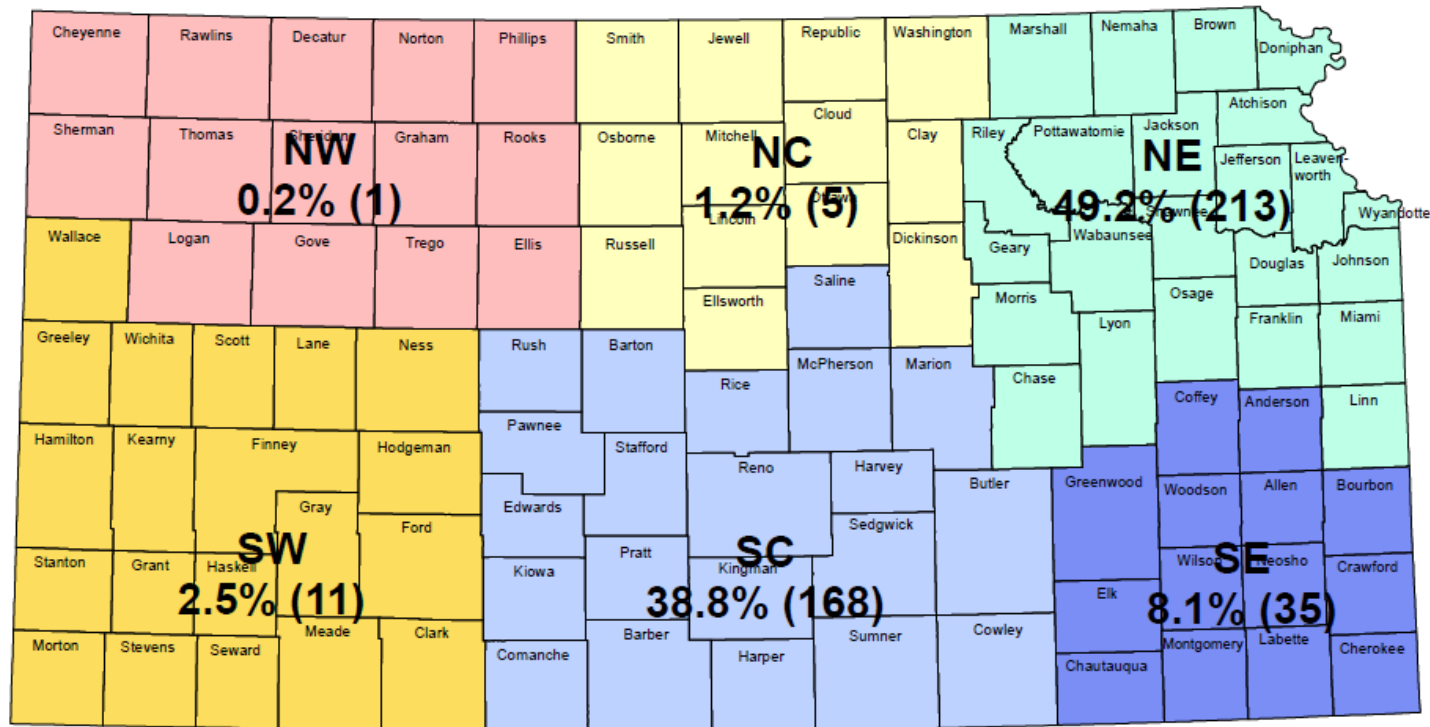 Cheyenne
Rawlins
Decatur
Norton
Phillips
Smith
Jewell
Republic
Washington
Marshall
Nemaha
Brown
Doniphan
Sherman
Thomas
Sheridan
Graham
Rooks
Osborne
Mitchell
Cloud
Clay
Riley
Pottawatomie
Jackson
Atchison
Jefferson
Leaven-
worth
NW
0.2% (1)
NC
1.2% (5)
NE
49.2% (213)
Wallace
Logan
Gove
Trego
Ellis
Russell
Lincoln
Ottawa
Dickinson
Geary
Wabaunsee
Shawnee
Wyandotte
Douglas
Johnson
Ellsworth
Saline
Morris
Osage
Franklin
Miami
Greeley
Wichita
Scott
Lane
Ness
Rush
Barton
Rice
McPherson
Marion
Chase
Lyon
Coffey
Anderson
Linn
Hamilton
Kearny
Finney
Hodgeman
Pawnee
Stafford
Reno
Harvey
Butler
Greenwood
Woodson
Allen
Bourbon
Gray
Ford
Edwards
Sedgwick
Stanton
Grant
Haskell
Kiowa
Pratt
Kingman
Elk
Wilson
Neosho
Crawford
SW
2.5% (11)
SC
38.8% (168)
SE
8.1% (35)
Morton
Stevens
Seward
Meade
Clark
Comanche
Barber
Harper
Sumner
Cowley
Chautauqua
Montgomery
Labette
Cherokee